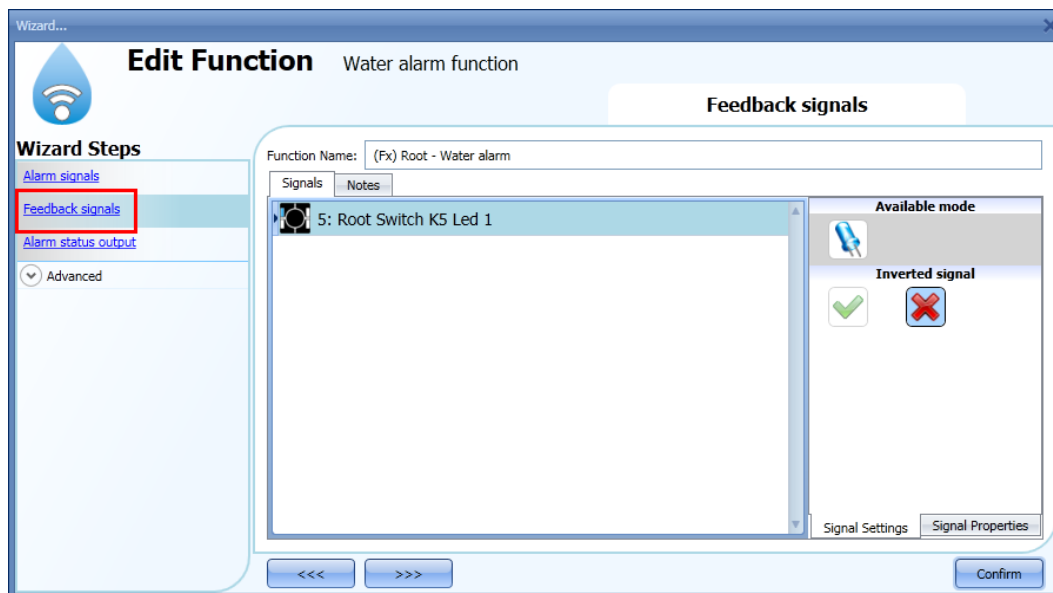 Wizard...
Edit Function Water alarm function
Feedback signals
Wizard Steps
Alarm signals
Feedback signals
Alarm status output
Advanced
Function Name: (Fx) Root - Water alarm
Signals Notes
5: Root Switch K5 Led 1
Available mode
Inverted signal
Signal Settings Signal Properties
<<< >>> Confirm